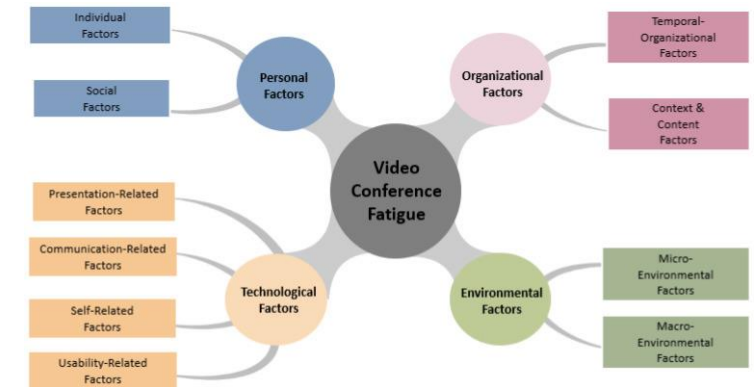 Individual
Factors
Social
Factors
Personal
Factors
Organizational
Factors
Temporal-
Organizational
Factors
Context &
Content
Factors
Video
Conference
Fatigue
Presentation-Related
Factors
Communication-Related
Factors
Self-Related
Factors
Usability-Related
Factors
Technological
Factors
Environmental
Factors
Micro-
Environmental
Factors
Macro-
Environmental
Factors